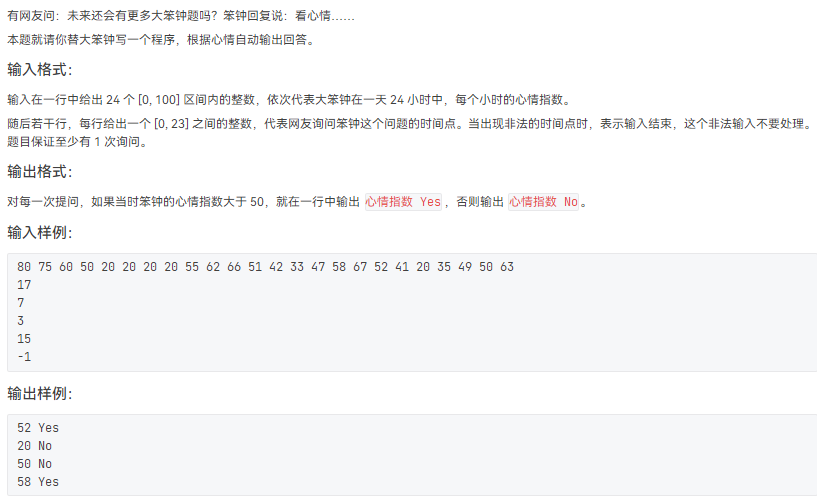 有网友问：未来还会有更多大笨钟题吗？笨钟回复说：看心情……
本题就请你替大笨钟写一个程序，根据心情自动输出回答。
输入格式：
输入在一行中给出 24 个 [0, 100] 区间内的整数，依次代表大笨钟在一天 24 小时中，每个小时的心情指数。
随后若干行，每行给出一个 [0, 23] 之间的整数，代表网友询问笨钟这个问题的时间点。当出现非法的时间点时，表示输入结束，这个非法输入不要处理。
题目保证至少有 1 次询问。
输出格式：
对每一次提问，如果当时笨钟的心情指数大于 50，就在一行中输出 心情指数 Yes，否则输出 心情指数 No。
输入样例：
80 75 60 50 20 20 20 20 55 62 66 51 42 33 47 58 67 52 41 20 35 49 50 63
17
7
3
15
-1
输出样例：
52 Yes
20 No
50 No
58 Yes